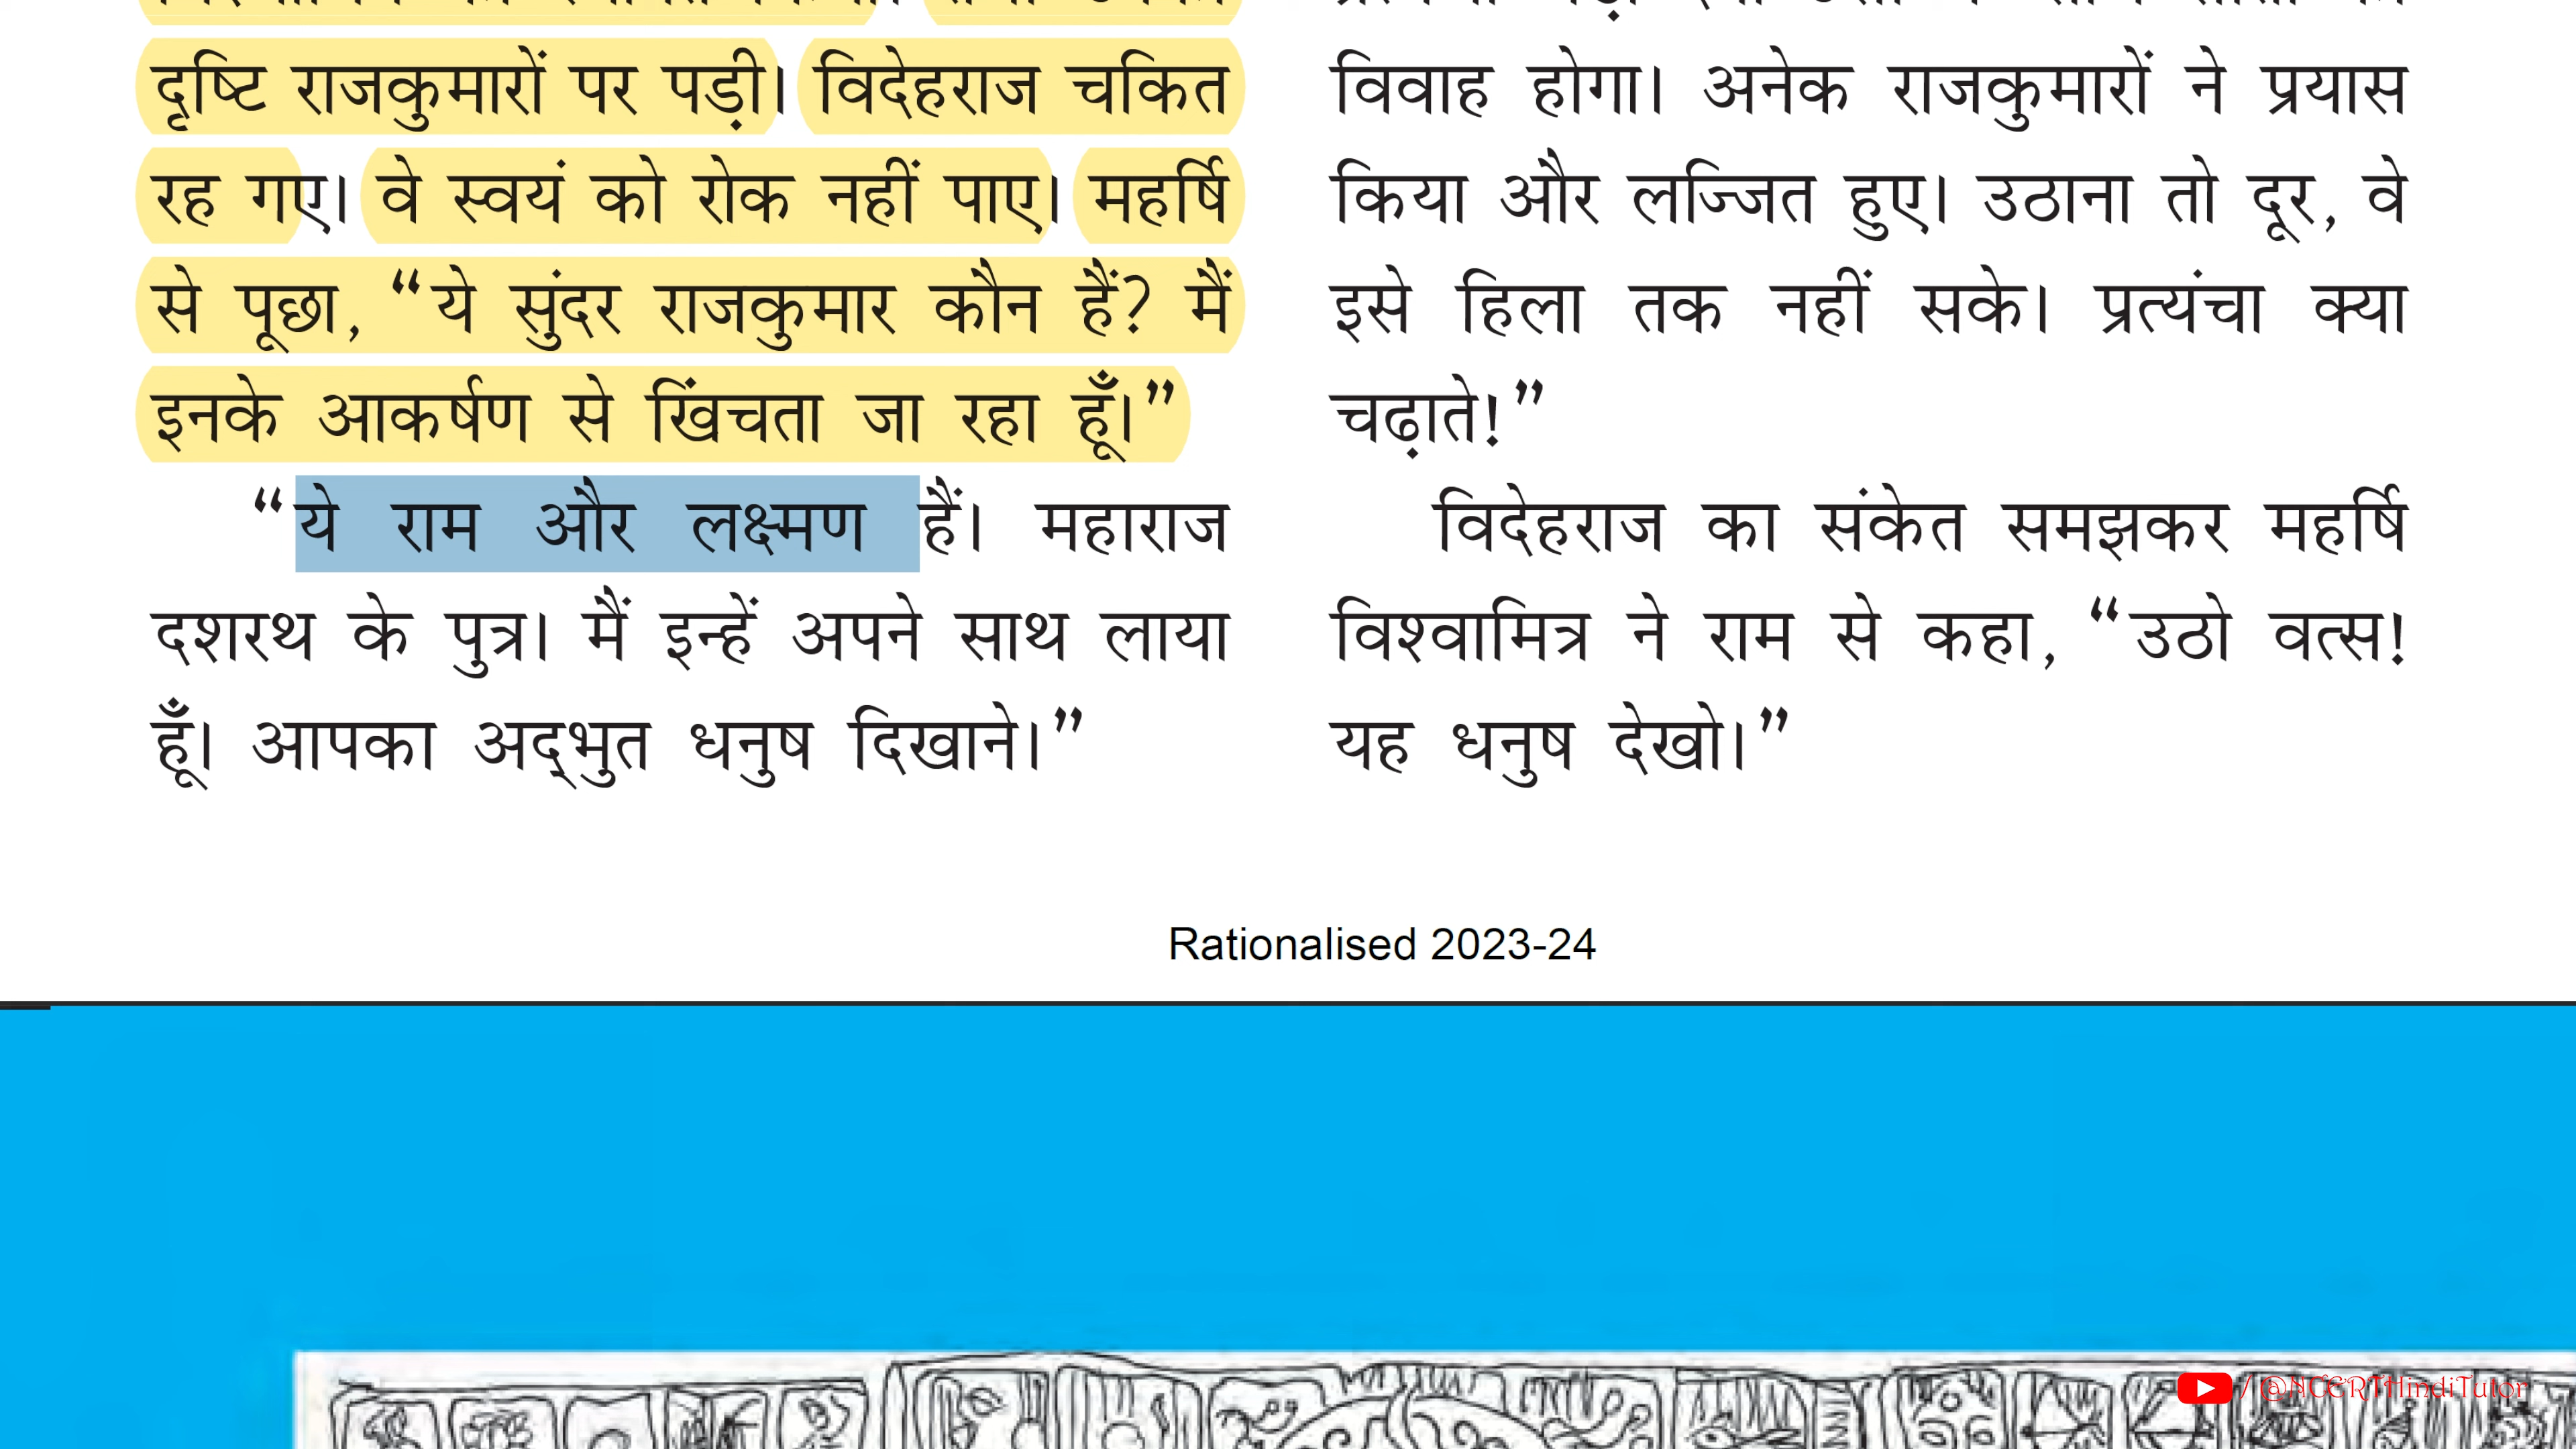 दृष्टि राजकुमारों पर पड़ी। विदेहराज चकित
रह गए। वे स्वयं को रोक नहीं पाए। महर्षि
से पूछा, “ये सुंदर राजकुमार कौन हैं? मैं
इनके आकर्षण से खिंचता जा रहा हूँ।”
“ये राम और लक्ष्मण हैं। महाराज
दशरथ के पुत्र। मैं इन्हें अपने साथ लाया
हूँ। आपका अद्‌भुत धनुष दिखाने।”
विवाह होगा। अनेक राजकुमारों ने प्रयास
किया और लज्जित हुए। उठाना तो दूर, वे
इसे हिला तक नहीं सके। प्रत्यंचा क्या
चढ़ाते!”
विदेहराज का संकेत समझकर महर्षि
विश्वामित्र ने राम से कहा, “उठो वत्स!
यह धनुष देखो।”
Rationalised 2023-24
/ @NCERTHindiTutor